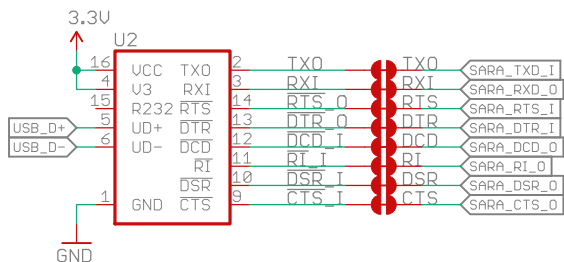 3.3V
U2
16 VCC TXO 2 TXO TXO SARA_TXD_I
4 V3 RXI 3 RXI RXI SARA_RXD_O
15 R232 RTS 14 RTS_O RTS SARA_RTS_I
USB_D+ 5 UD+ DTR 13 DTR_O DTR SARA_DTR_I
USB_D- 6 UD- DCD 12 DCD_I DCD SARA_DCD_O
RI 11 RI_I RI SARA_RI_O
DSR 10 DSR_I DSR SARA_DSR_O
1 GND CTS 9 CTS_I CTS SARA_CTS_O
GND